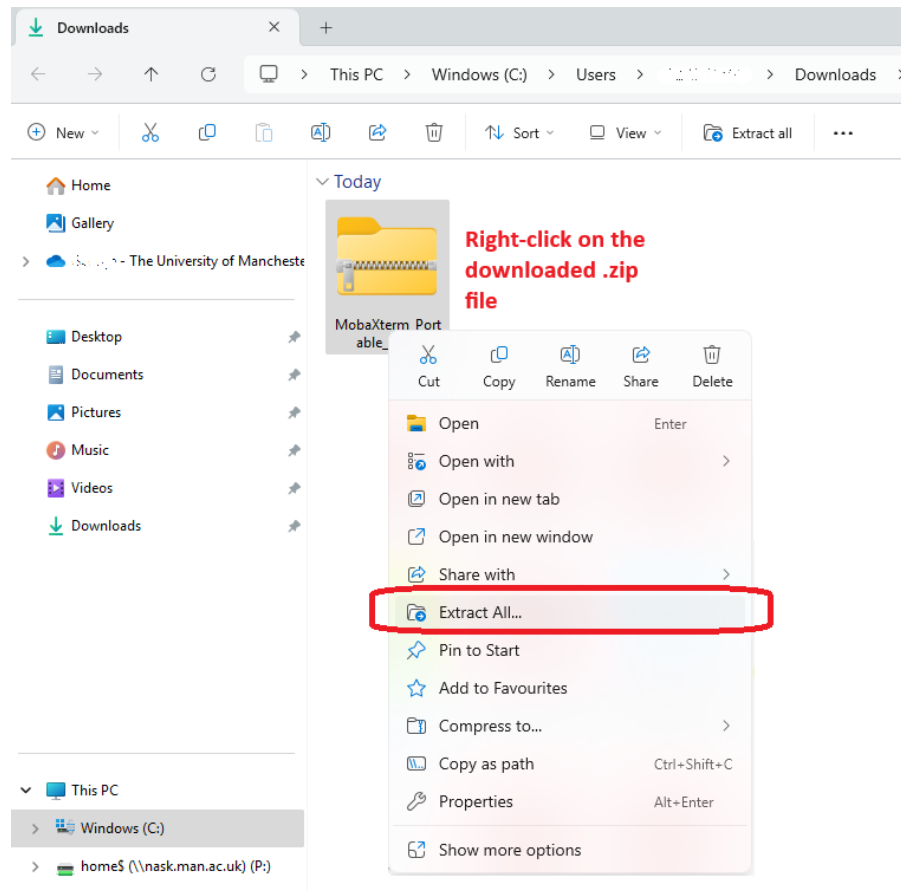 Downloads
This PC > Windows (C:) > Users > > Downloads >
New
Sort
View
Extract all
Home
Gallery
- The University of Mancheste
Desktop
Documents
Pictures
Music
Videos
Downloads
This PC
Windows (C:)
home$ (\\nask.man.ac.uk) (P:)
Today
MobaXterm_Port
able_
Right-click on the
downloaded .zip
file
Cut
Copy
Rename
Share
Delete
Open Enter
Open with
Open in new tab
Open in new window
Share with
Extract All...
Pin to Start
Add to Favourites
Compress to...
Copy as path Ctrl+Shift+C
Properties Alt+Enter
Show more options